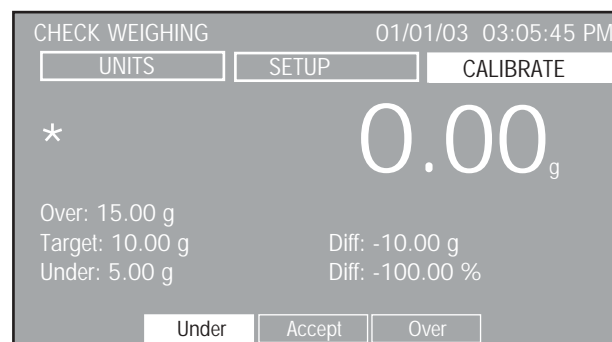 CHECK WEIGHING 01/01/03 03:05:45 PM
UNITS SETUP CALIBRATE
* 0.00 g
Over: 15.00 g
Target: 10.00 g Diff: -10.00 g
Under: 5.00 g Diff: -100.00 %
Under Accept Over